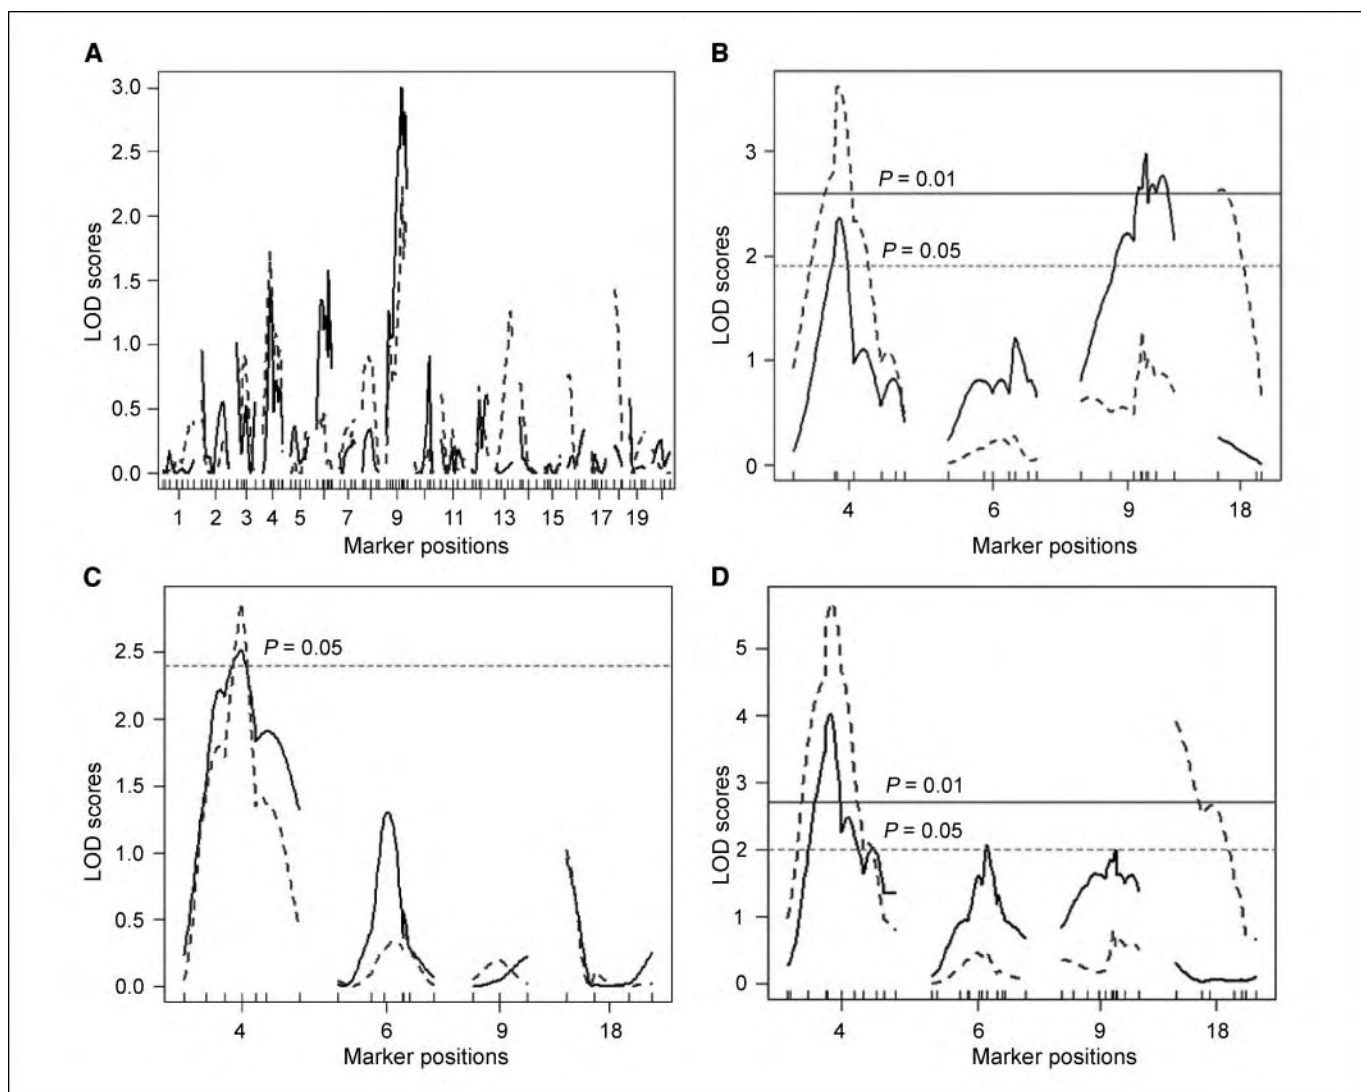 A
LOD scores
3.0
2.5
2.0
1.5
1.0
0.5
0.0
1 2 3 4 5 7 9 11 13 15 17 19
Marker positions
B
LOD scores
3
2
1
0
P = 0.01
P = 0.05
4 6 9 18
Marker positions
C
LOD scores
2.5
2.0
1.5
1.0
0.5
0.0
P = 0.05
4 6 9 18
Marker positions
D
LOD scores
5
4
3
2
1
0
P = 0.01
P = 0.05
4 6 9 18
Marker positions